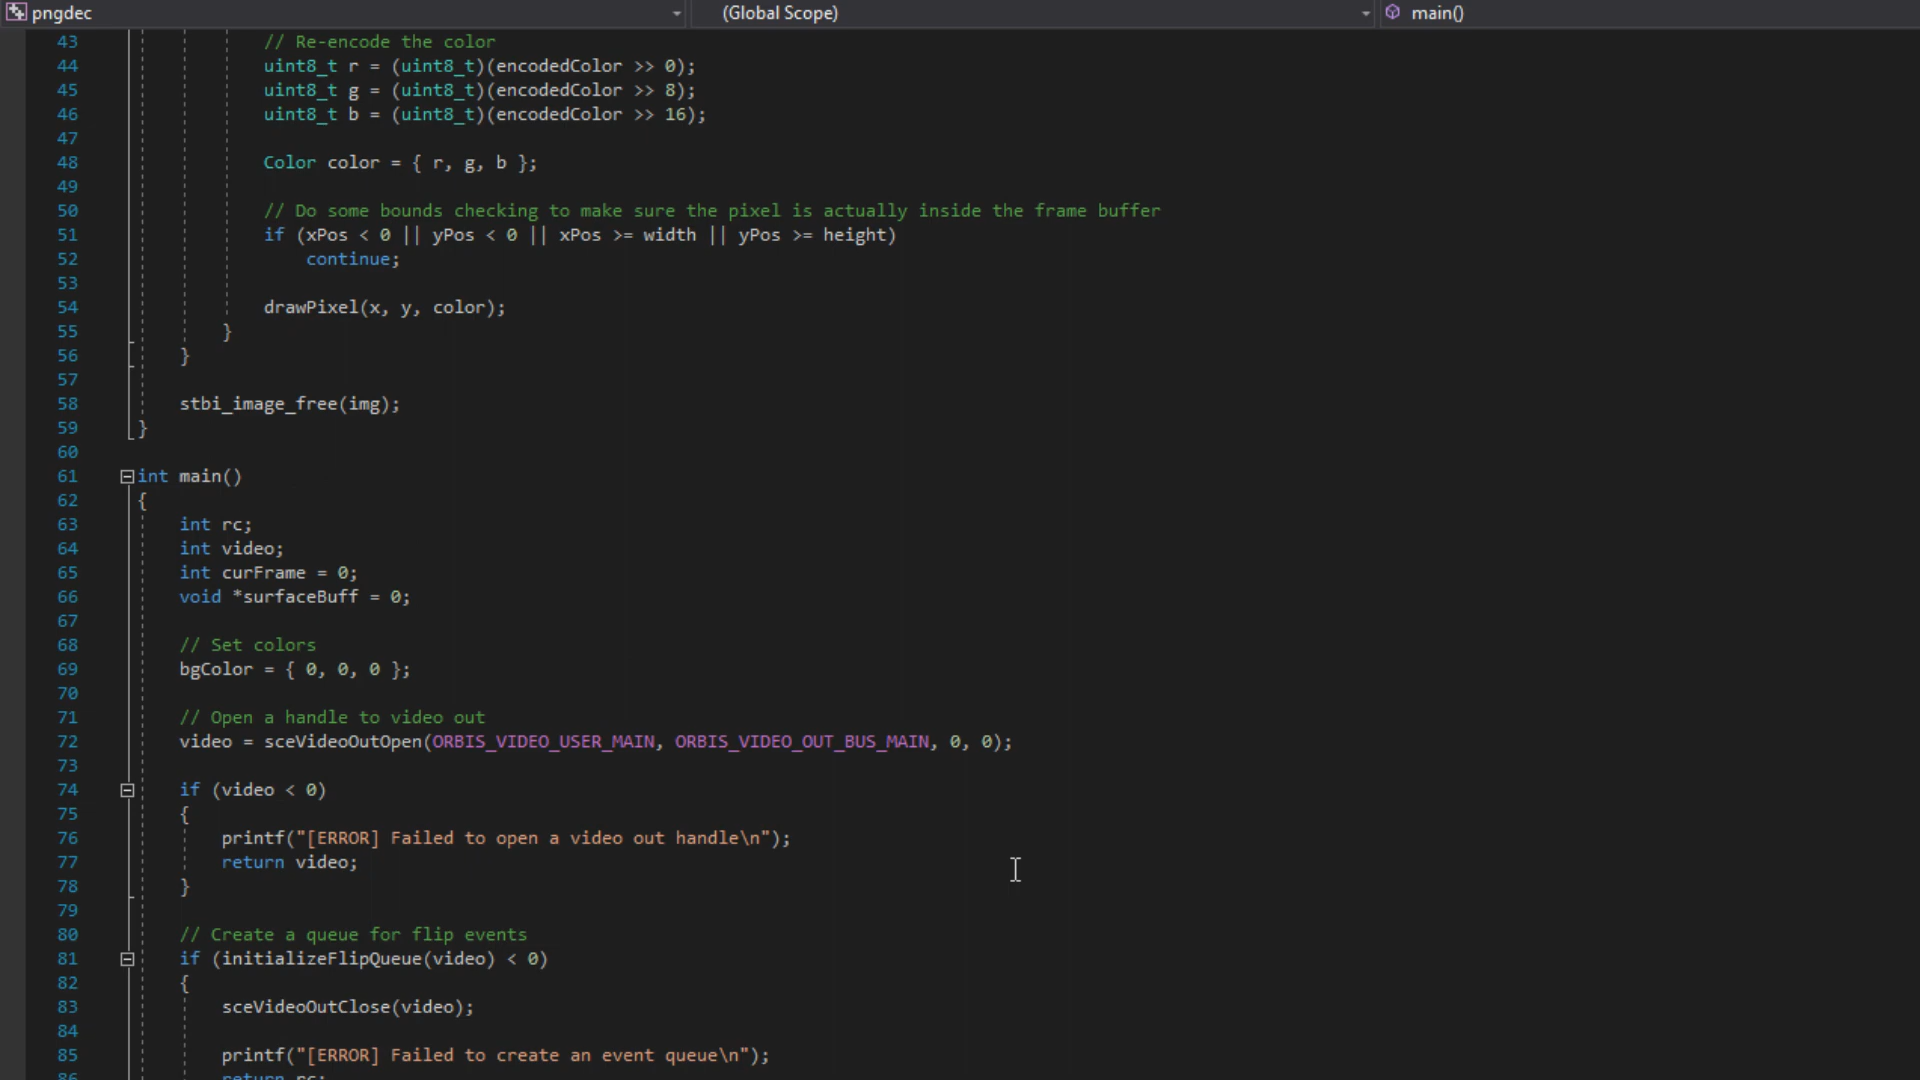 pngdec (Global Scope) main()
43 // Re-encode the color
44 uint8_t r = (uint8_t)(encodedColor >> 0);
45 uint8_t g = (uint8_t)(encodedColor >> 8);
46 uint8_t b = (uint8_t)(encodedColor >> 16);
47
48 Color color = { r, g, b };
49
50 // Do some bounds checking to make sure the pixel is actually inside the frame buffer
51 if (xPos < 0 || yPos < 0 || xPos >= width || yPos >= height)
52 continue;
53
54 drawPixel(x, y, color);
55 }
56 }
57
58 stbi_image_free(img);
59 }
60
61 int main()
62 {
63 int rc;
64 int video;
65 int curFrame = 0;
66 void *surfaceBuff = 0;
67
68 // Set colors
69 bgColor = { 0, 0, 0 };
70
71 // Open a handle to video out
72 video = sceVideoOutOpen(ORBIS_VIDEO_USER_MAIN, ORBIS_VIDEO_OUT_BUS_MAIN, 0, 0);
73
74 if (video < 0)
75 {
76 printf("[ERROR] Failed to open a video out handle\n");
77 return video;
78 }
79
80 // Create a queue for flip events
81 if (initializeFlipQueue(video) < 0)
82 {
83 sceVideoOutClose(video);
84
85 printf("[ERROR] Failed to create an event queue\n");
86 return rc;